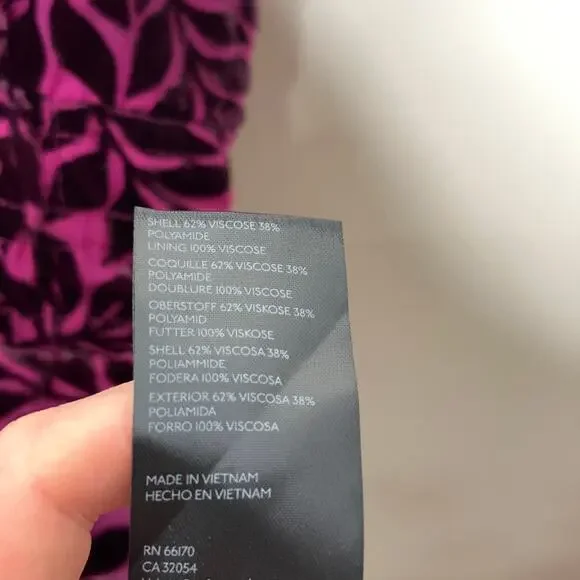 SHELL 62% VISCOSE 38%
POLYAMIDE
LINING 100% VISCOSE
COQUILLE 62% VISCOSE 38%
POLYAMIDE
DOUBLURE 100% VISCOSE
OBERSTOFF 62% VISKOSE 38%
POLYAMID
FUTTER 100% VISKOSE
SHELL 62% VISCOSA 38%
POLIAMMIDE
FODERA 100% VISCOSA
EXTERIOR 62% VISCOSA 38%
POLIAMIDA
FORRO 100% VISCOSA
MADE IN VIETNAM
HECHO EN VIETNAM
RN 66170
CA 32054